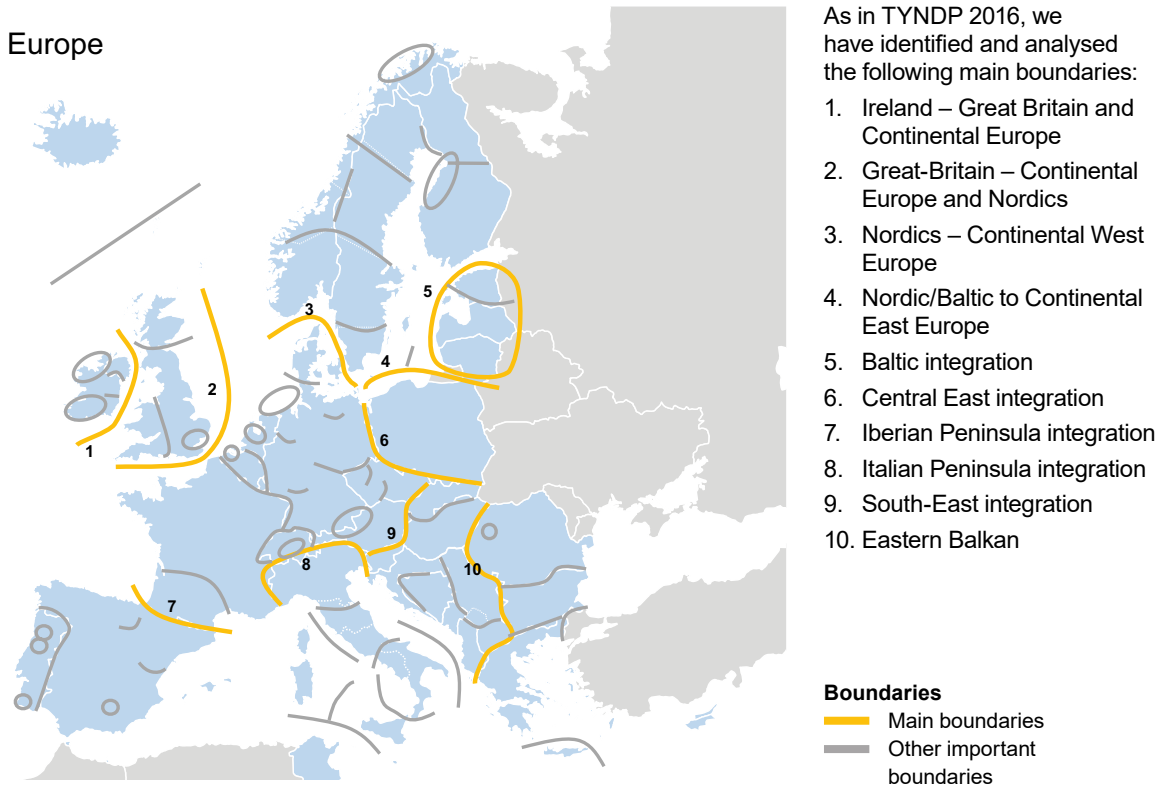 Europe
As in TYNDP 2016, we
have identified and analysed
the following main boundaries:
1. Ireland – Great Britain and
Continental Europe
2. Great-Britain – Continental
Europe and Nordics
3. Nordics – Continental West
Europe
4. Nordic/Baltic to Continental
East Europe
5. Baltic integration
6. Central East integration
7. Iberian Peninsula integration
8. Italian Peninsula integration
9. South-East integration
10. Eastern Balkan
5
3
4
2
6
1
9
8
10
7
Boundaries
Main boundaries
Other important
boundaries